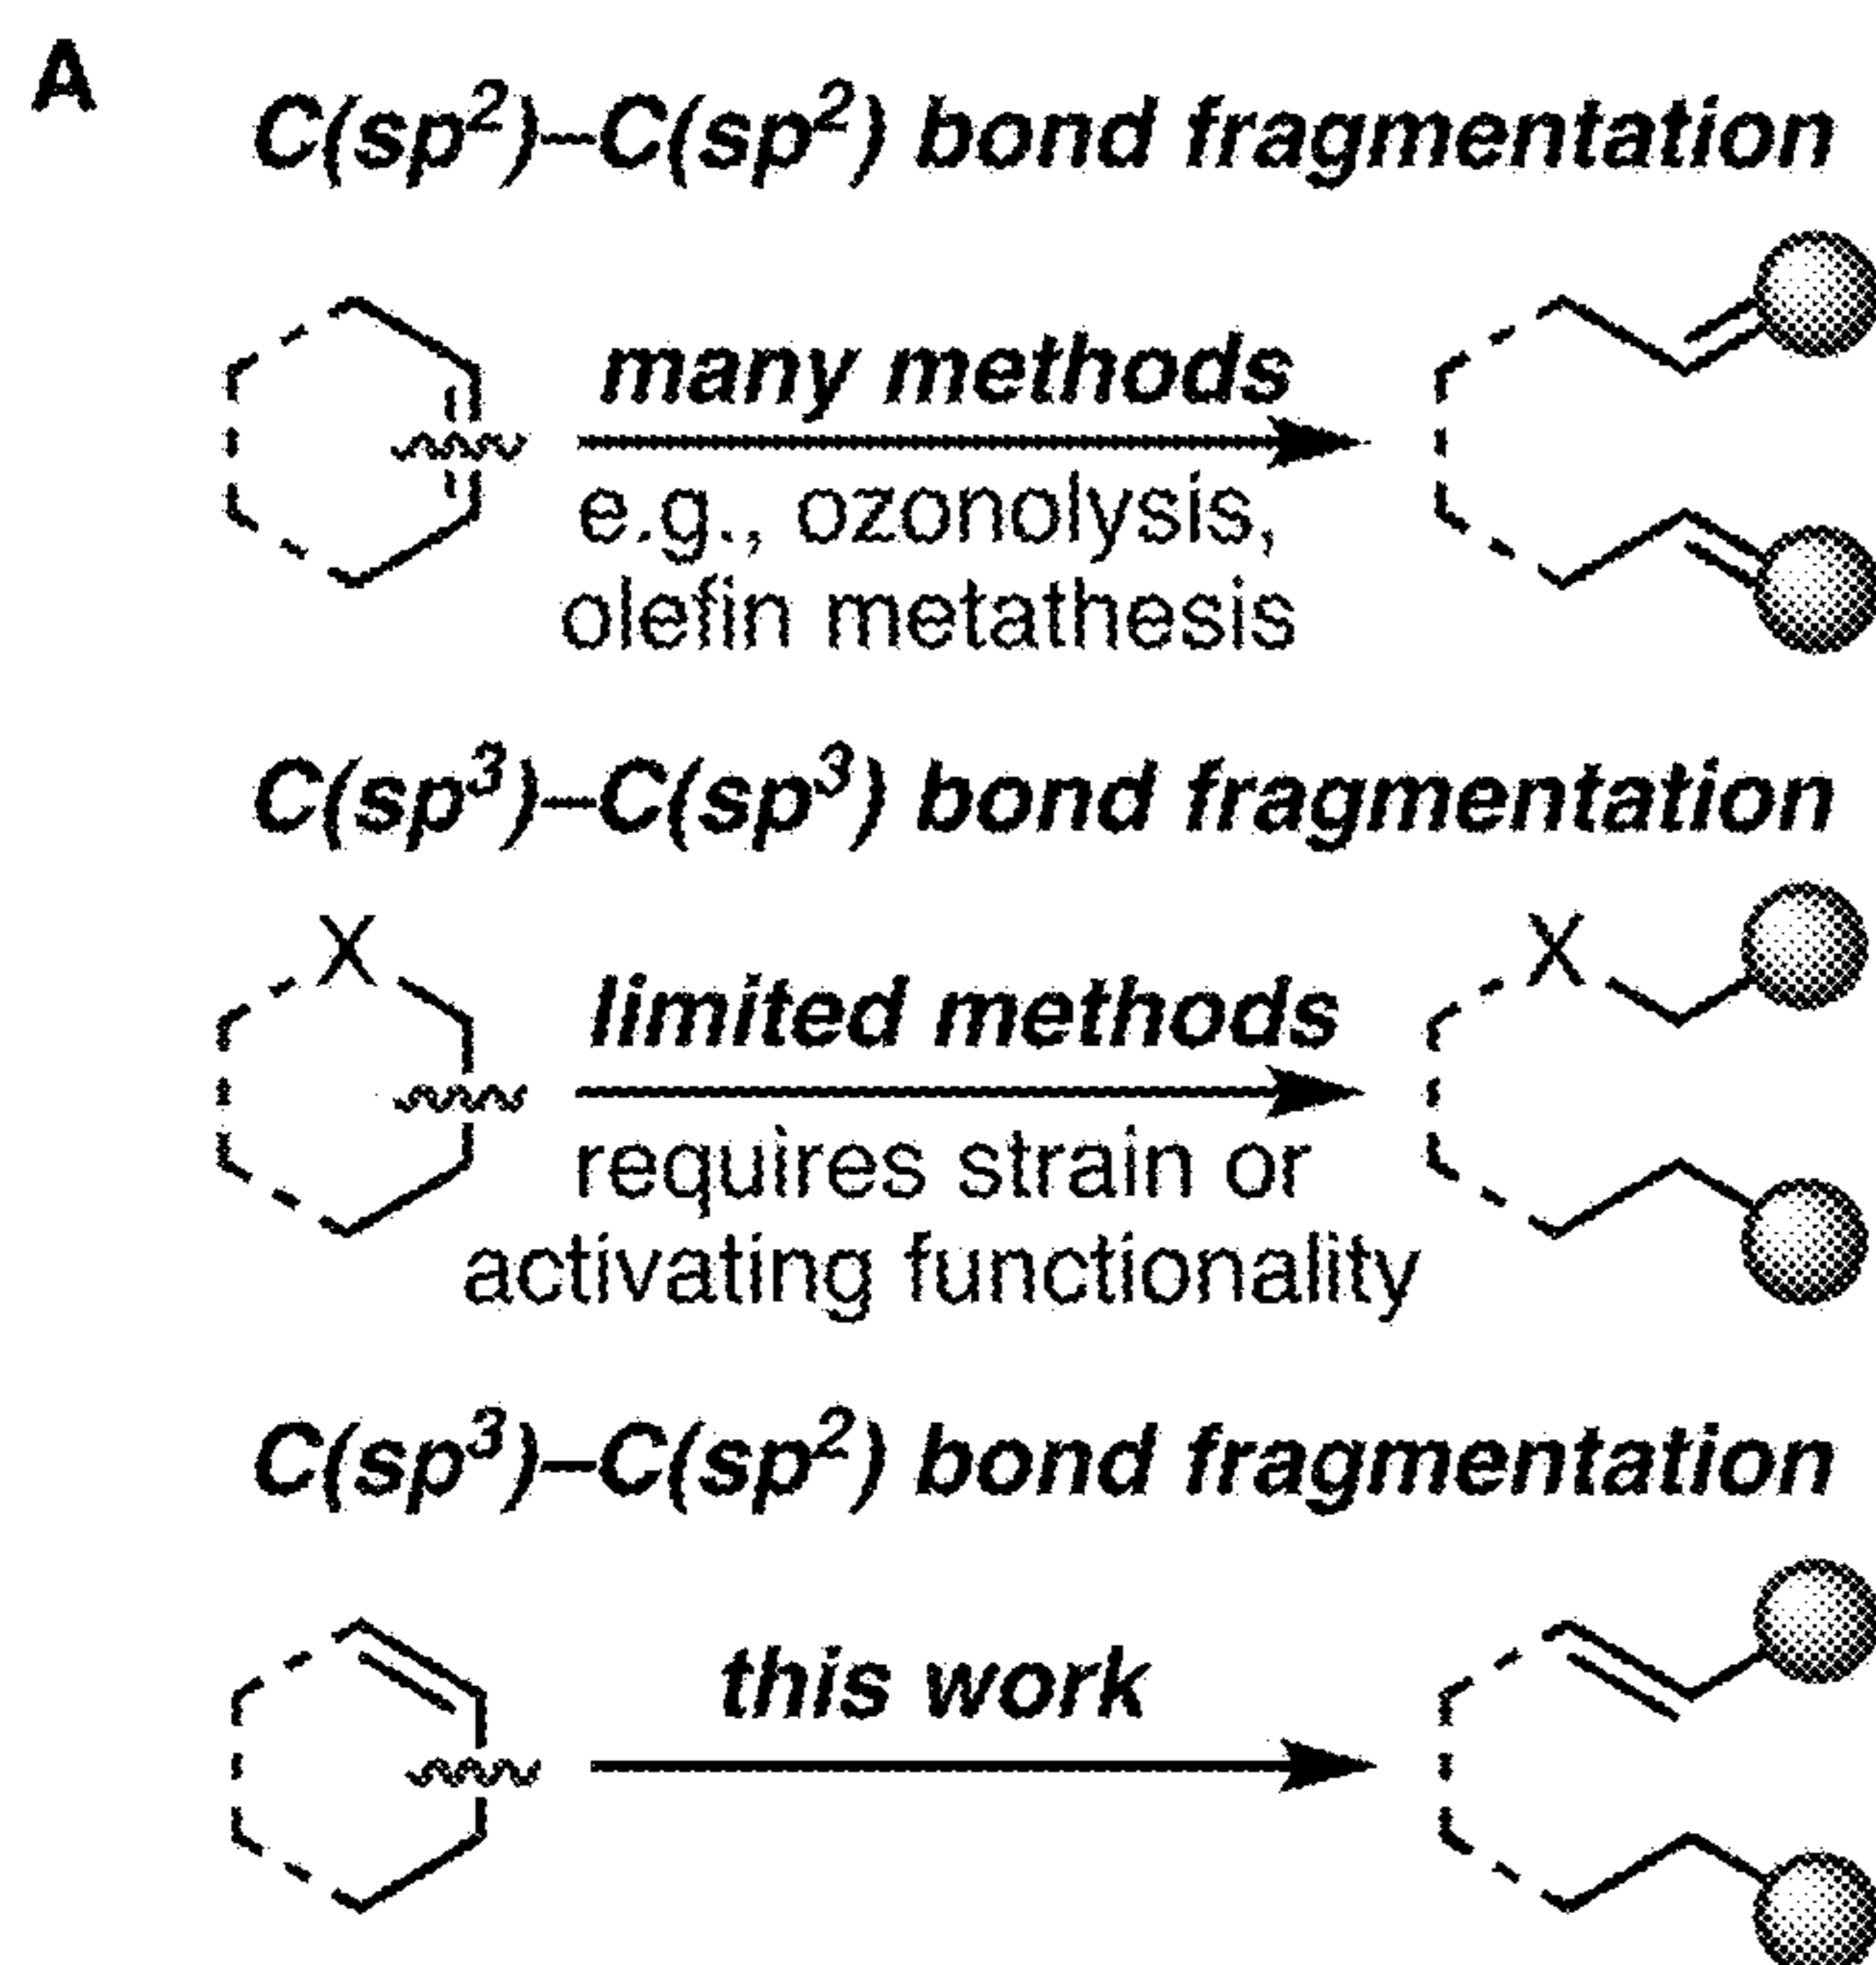 A
C(sp²)–C(sp²) bond fragmentation
many methods
e.g., ozonolysis,
olefin metathesis
C(sp³)–C(sp³) bond fragmentation
X
X
limited methods
requires strain or
activating functionality
C(sp³)–C(sp²) bond fragmentation
this work